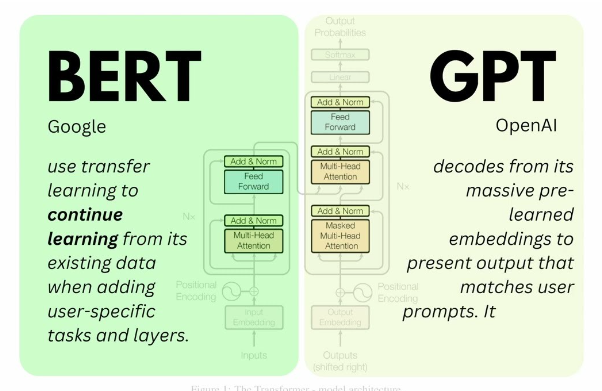 BERT
Google
use transfer
learning to
continue
learning from its
existing data
when adding
user-specific
tasks and layers.
Add & Norm
Feed
Forward
Nx
Add & Norm
Multi-Head
Attention
Positional
Encoding
Input
Embedding
Inputs
Output
Probabilities
Softmax
Linear
Add & Norm
Feed
Forward
Add & Norm
Multi-Head
Attention
Nx
Add & Norm
Masked
Multi-Head
Attention
Positional
Encoding
Output
Embedding
Outputs
(shifted right)
GPT
OpenAI
decodes from its
massive pre-
learned
embeddings to
present output that
matches user
prompts. It
Figure 1: The Transformer - model architecture.